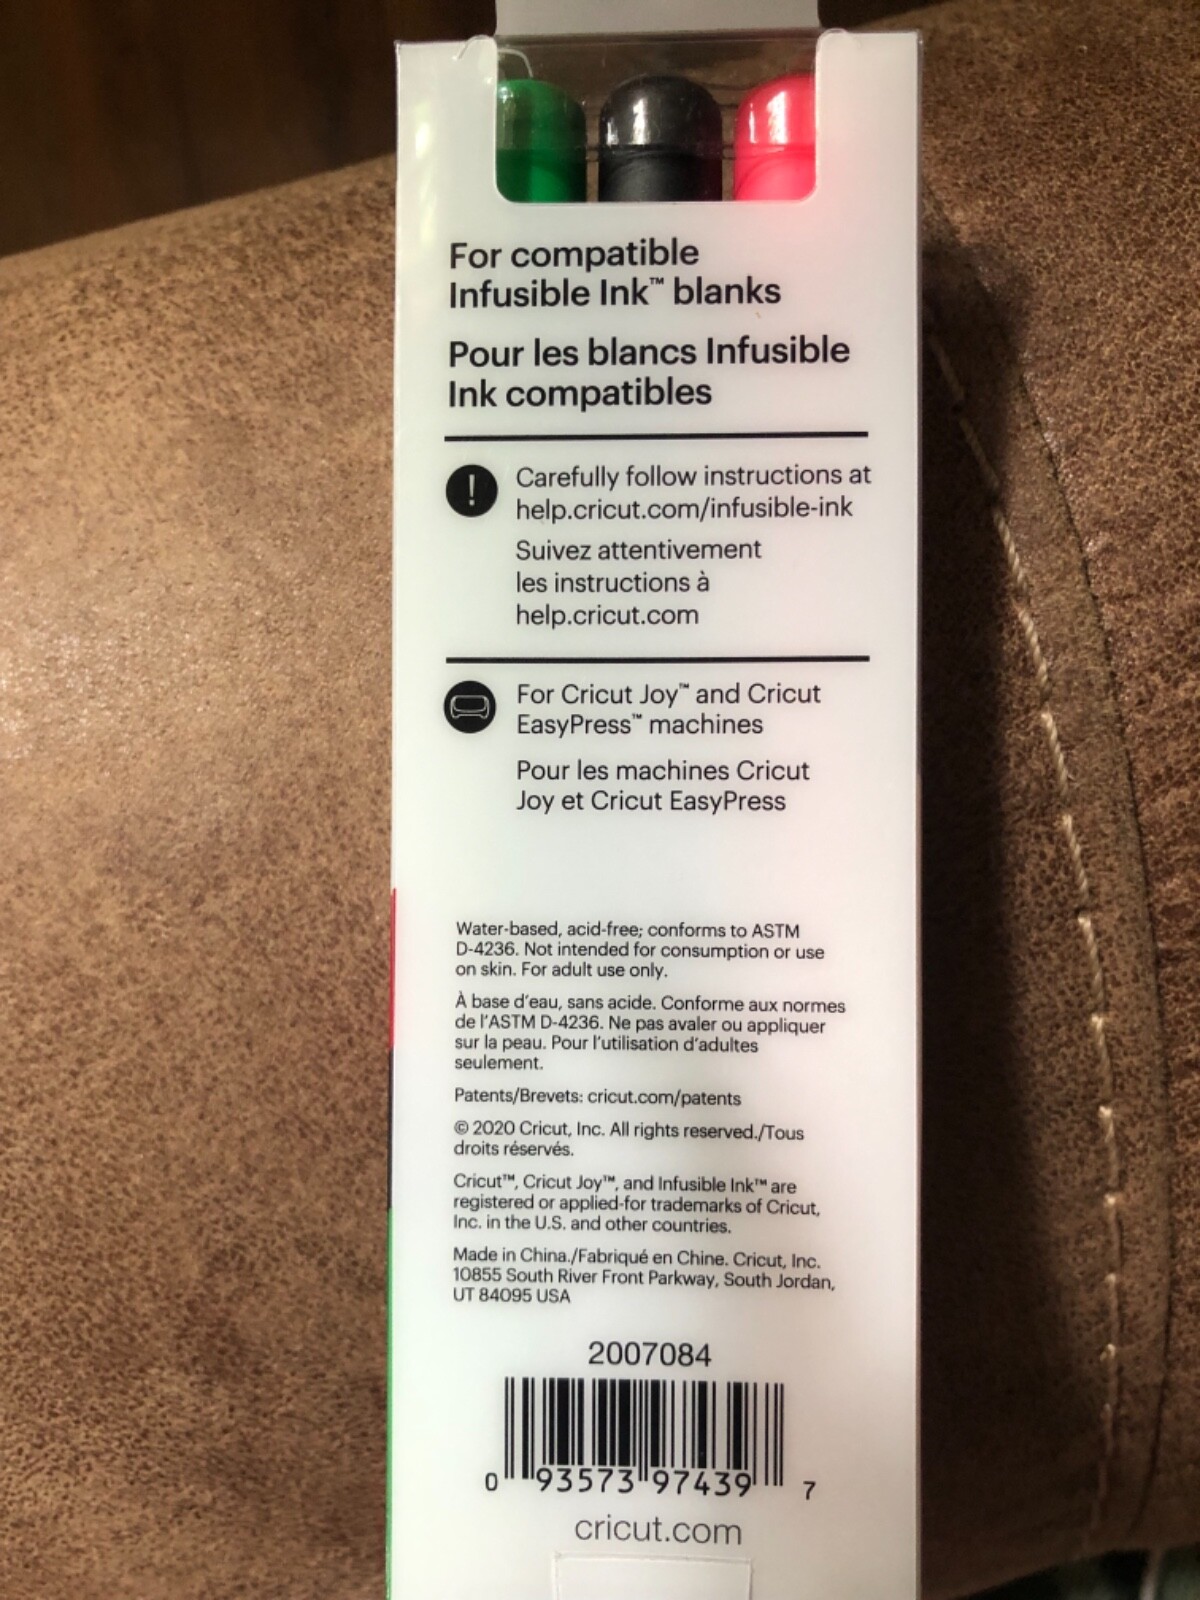 For compatible
Infusible Ink™ blanks
Pour les blancs Infusible
Ink compatibles
!
Carefully follow instructions at
help.cricut.com/infusible-ink
Suivez attentivement
les instructions à
help.cricut.com
For Cricut Joy™ and Cricut
EasyPress™ machines
Pour les machines Cricut
Joy et Cricut EasyPress
Water-based, acid-free; conforms to ASTM
D-4236. Not intended for consumption or use
on skin. For adult use only.
À base d'eau, sans acide. Conforme aux normes
de l'ASTM D-4236. Ne pas avaler ou appliquer
sur la peau. Pour l'utilisation d'adultes
seulement.
Patents/Brevets: cricut.com/patents
© 2020 Cricut, Inc. All rights reserved./Tous
droits réservés.
Cricut™, Cricut Joy™, and Infusible Ink™ are
registered or applied-for trademarks of Cricut,
Inc. in the U.S. and other countries.
Made in China./Fabriqué en Chine. Cricut, Inc.
10855 South River Front Parkway, South Jordan,
UT 84095 USA
2007084
0 93573 97439 7
cricut.com